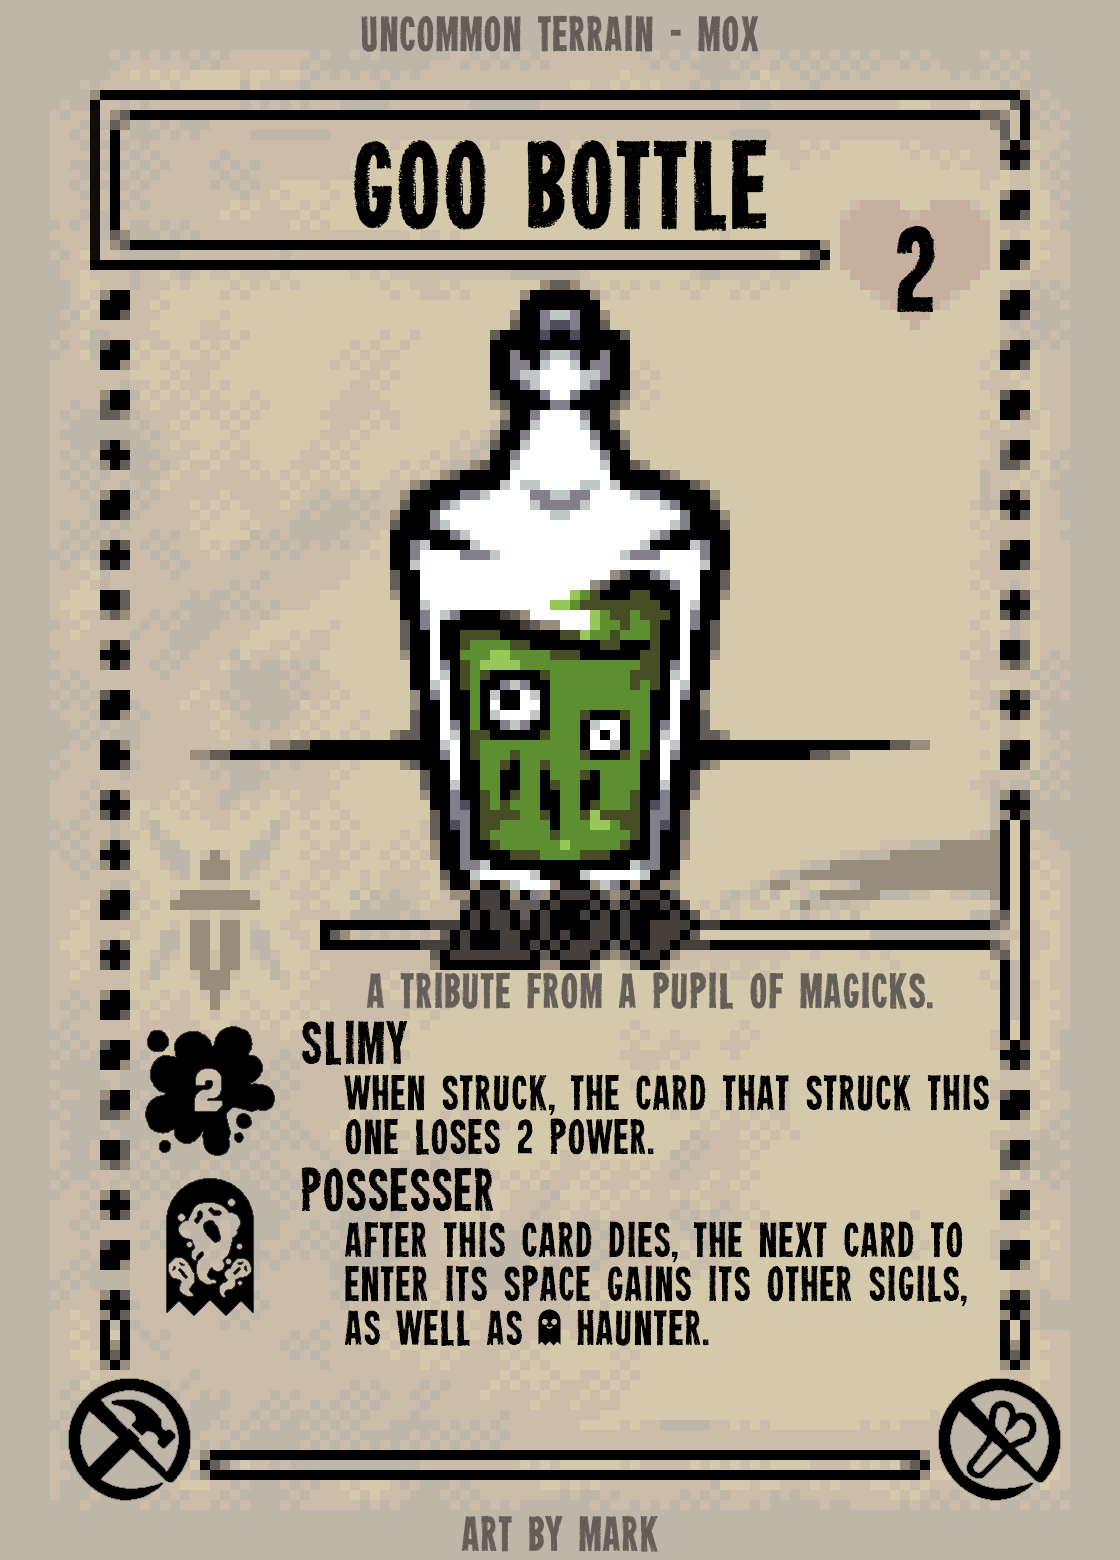 UNCOMMON TERRAIN - MOX
GOO BOTTLE
2
A TRIBUTE FROM A PUPIL OF MAGICKS.
SLIMY
2
WHEN STRUCK, THE CARD THAT STRUCK THIS
ONE LOSES 2 POWER.
POSSESSER
AFTER THIS CARD DIES, THE NEXT CARD TO
ENTER ITS SPACE GAINS ITS OTHER SIGILS,
AS WELL AS HAUNTER.
ART BY MARK